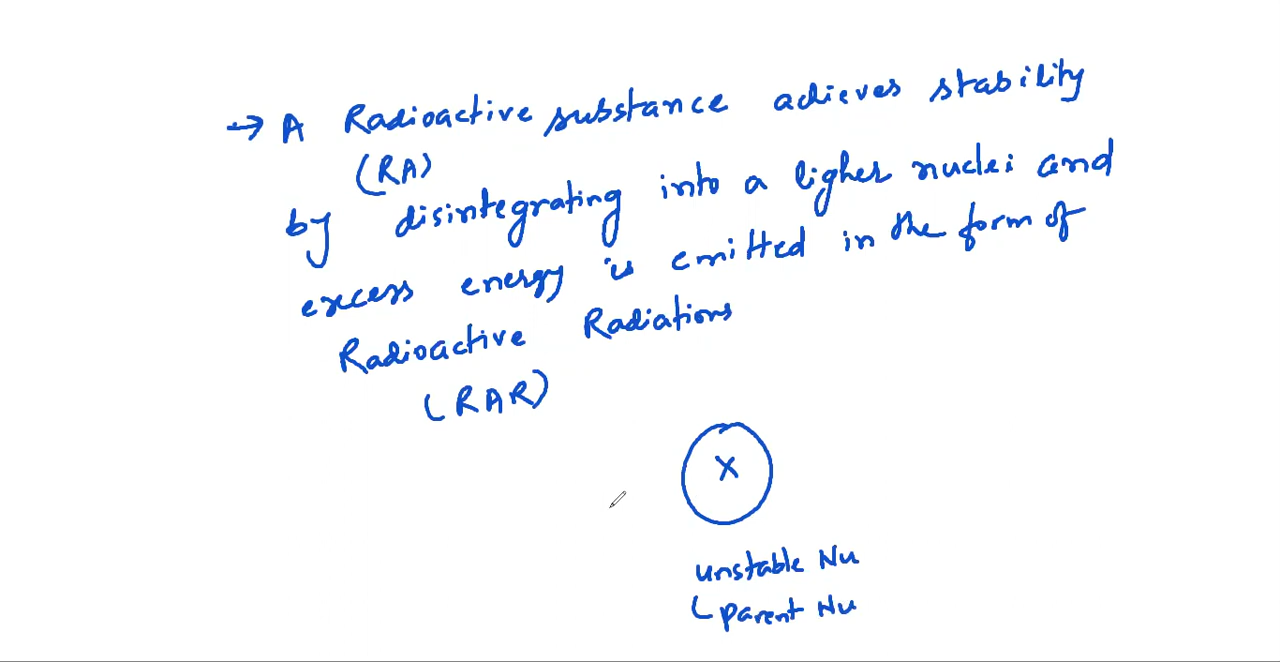 → A Radioactive substance achieves stability
(RA)
by disintegrating into a ligher nuclei and
excess energy is emitted in the form of
Radioactive Radiations
(RAR)
X
unstable Nu
parent Nu